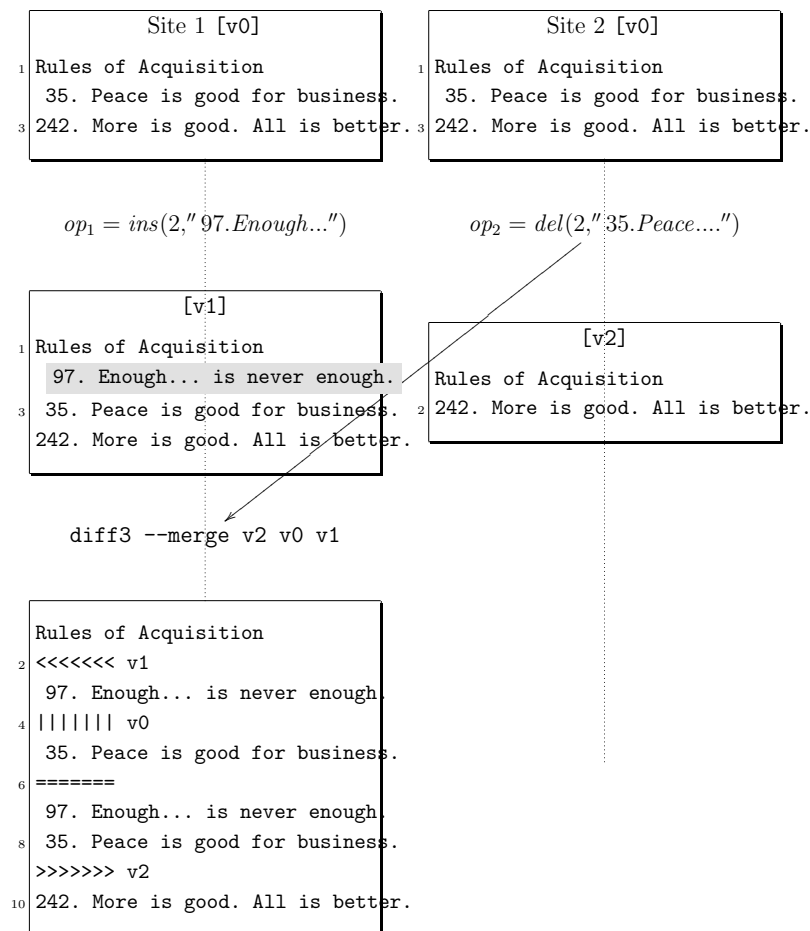 Site 1 [v0]
1 Rules of Acquisition
35. Peace is good for business.
3 242. More is good. All is better.
Site 2 [v0]
1 Rules of Acquisition
35. Peace is good for business.
3 242. More is good. All is better.
op₁ = ins(2,″ 97.Enough...″)
op₂ = del(2,″ 35.Peace....″)
[v1]
1 Rules of Acquisition
97. Enough... is never enough.
3 35. Peace is good for business.
242. More is good. All is better.
[v2]
Rules of Acquisition
2 242. More is good. All is better.
diff3 --merge v2 v0 v1
Rules of Acquisition
2 <<<<<<< v1
97. Enough... is never enough.
4 ||||||| v0
35. Peace is good for business.
6 =======
97. Enough... is never enough.
8 35. Peace is good for business.
>>>>>>> v2
10 242. More is good. All is better.